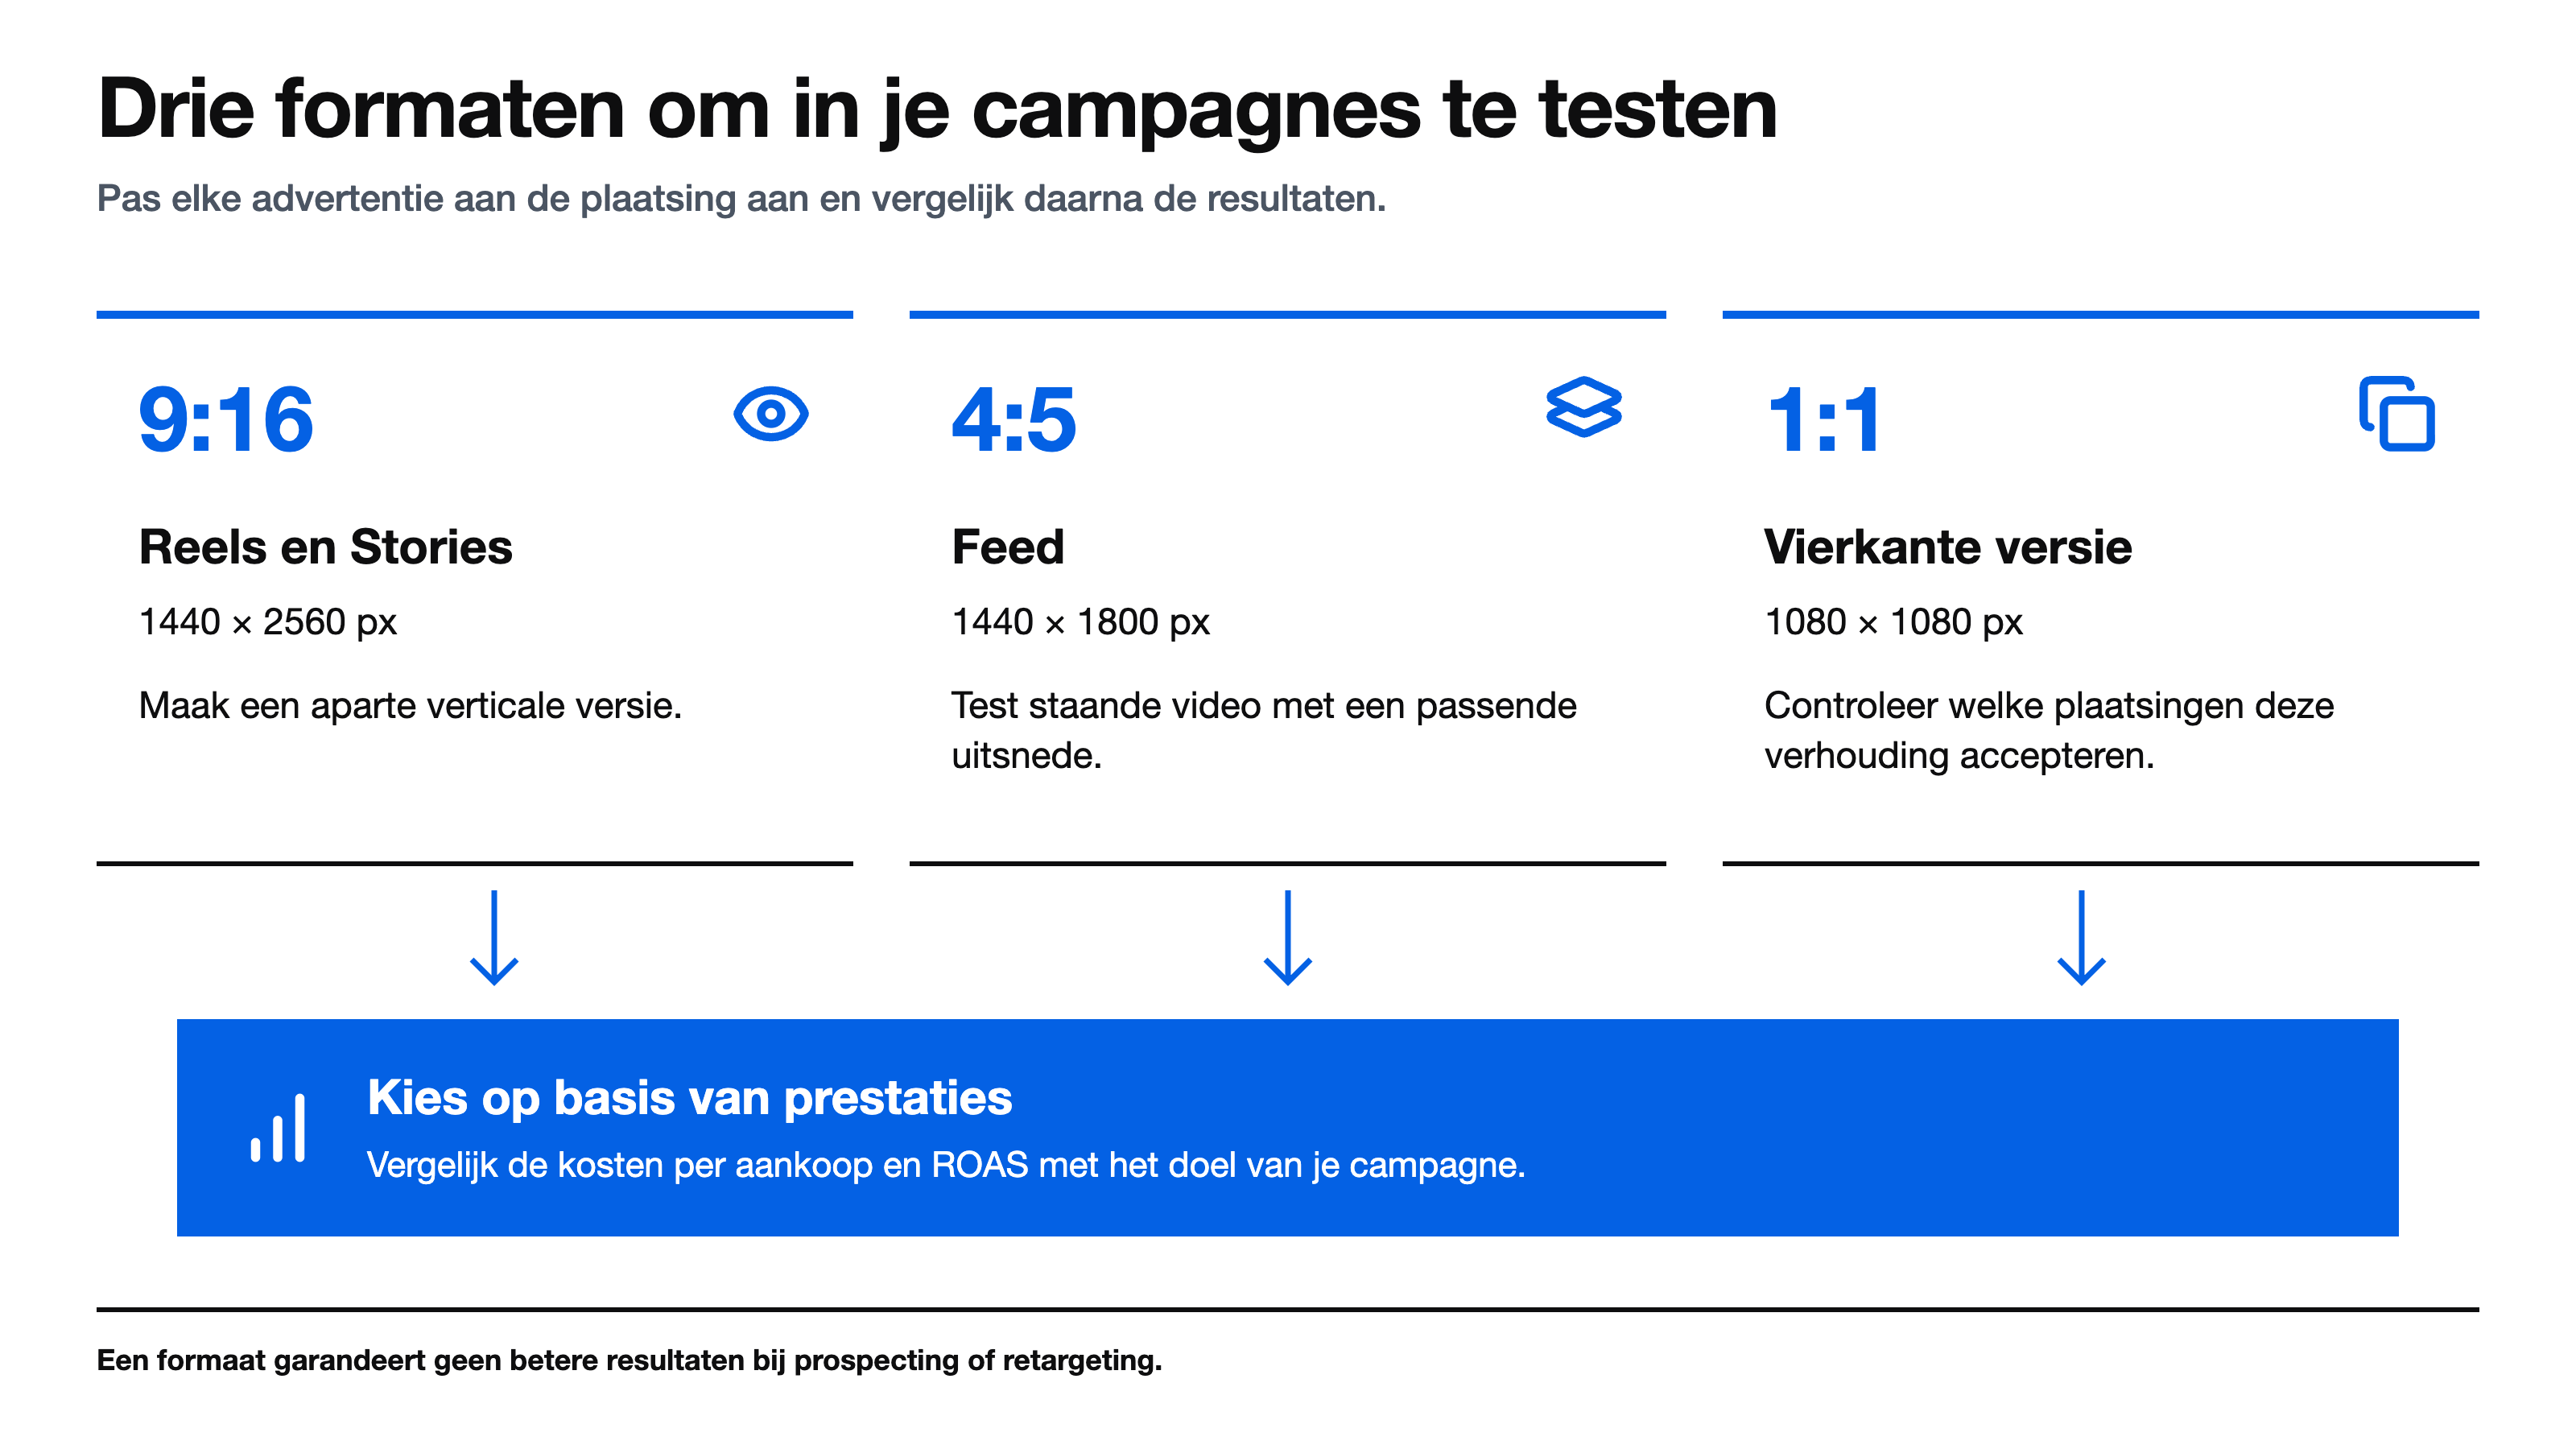 Drie formaten om in je campagnes te testen
Pas elke advertentie aan de plaatsing aan en vergelijk daarna de resultaten.
9:16
Reels en Stories
1440 × 2560 px
Maak een aparte verticale versie.
4:5
Feed
1440 × 1800 px
Test staande video met een passende
uitsnede.
1:1
Vierkante versie
1080 × 1080 px
Controleer welke plaatsingen deze
verhouding accepteren.
Kies op basis van prestaties
Vergelijk de kosten per aankoop en ROAS met het doel van je campagne.
Een formaat garandeert geen betere resultaten bij prospecting of retargeting.